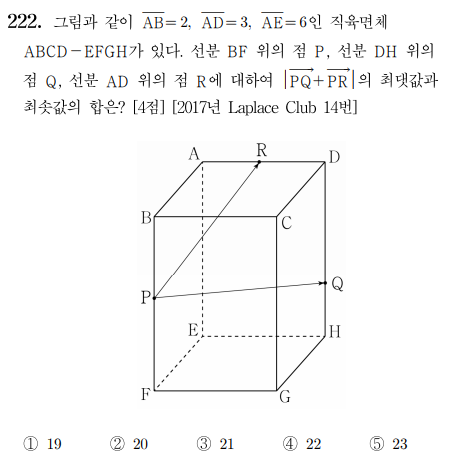 222. 그림과 같이 $\overline{AB}=2$, $\overline{AD}=3$, $\overline{AE}=6$인 직육면체
ABCD-EFGH가 있다. 선분 BF 위의 점 P, 선분 DH 위의
점 Q, 선분 AD 위의 점 R에 대하여 $|\overrightarrow{PQ}+\overrightarrow{PR}|$의 최댓값과
최솟값의 합은? [4점] [2017년 Laplace Club 14번]
A R D
B C
P Q
E H
F G
① 19 ② 20 ③ 21 ④ 22 ⑤ 23